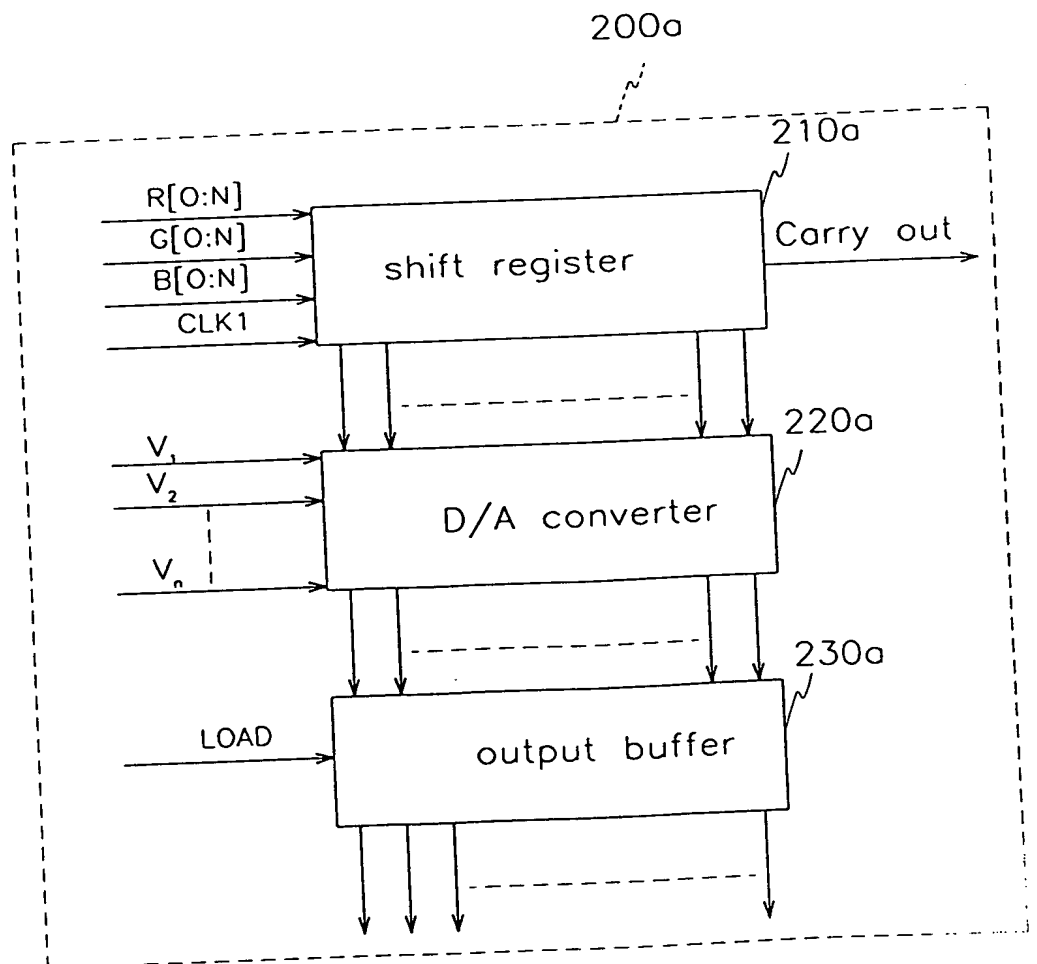 200a
210a
R[0:N]
G[0:N]
B[0:N]
CLK1
shift register
Carry out
220a
V₁
V₂
Vₙ
D/A converter
230a
LOAD
output buffer